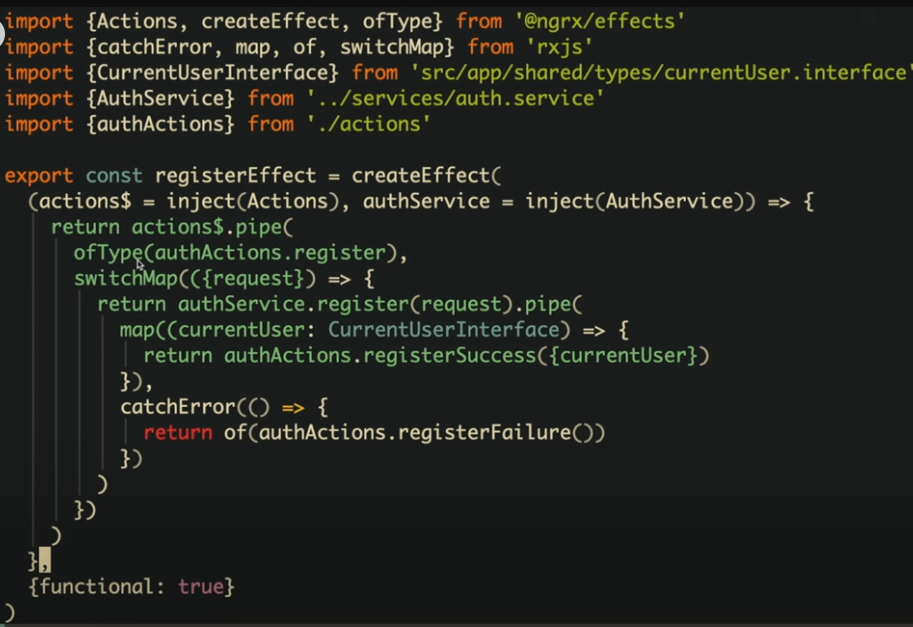 import {Actions, createEffect, ofType} from '@ngrx/effects'
import {catchError, map, of, switchMap} from 'rxjs'
import {CurrentUserInterface} from 'src/app/shared/types/currentUser.interface'
import {AuthService} from '../services/auth.service'
import {authActions} from './actions'

export const registerEffect = createEffect(
  (actions$ = inject(Actions), authService = inject(AuthService)) => {
    return actions$.pipe(
      ofType(authActions.register),
      switchMap(({request}) => {
        return authService.register(request).pipe(
          map((currentUser: CurrentUserInterface) => {
            return authActions.registerSuccess({currentUser})
          }),
          catchError(() => {
            return of(authActions.registerFailure())
          })
        )
      })
    )
  },
  {functional: true}
)